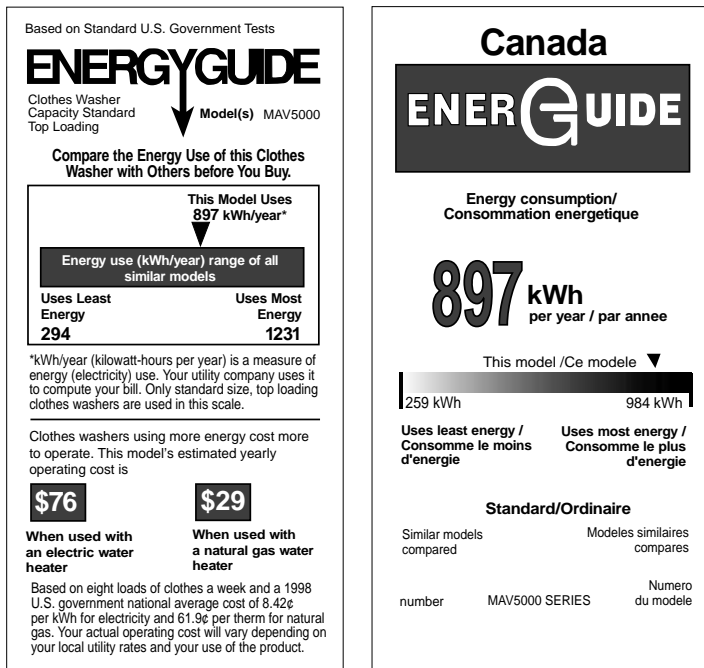 Based on Standard U.S. Government Tests
ENERGYGUIDE
Clothes Washer
Capacity Standard
Top Loading
Model(s) MAV5000
Compare the Energy Use of this Clothes
Washer with Others before You Buy.
This Model Uses
897 kWh/year*
Energy use (kWh/year) range of all
similar models
Uses Least
Energy
294
Uses Most
Energy
1231
*kWh/year (kilowatt-hours per year) is a measure of
energy (electricity) use. Your utility company uses it
to compute your bill. Only standard size, top loading
clothes washers are used in this scale.
Clothes washers using more energy cost more
to operate. This model's estimated yearly
operating cost is
$76
When used with
an electric water
heater
$29
When used with
a natural gas water
heater
Based on eight loads of clothes a week and a 1998
U.S. government national average cost of 8.42¢
per kWh for electricity and 61.9¢ per therm for natural
gas. Your actual operating cost will vary depending on
your local utility rates and your use of the product.
Canada
ENERGUIDE
Energy consumption/
Consommation energetique
897 kWh
per year / par annee
This model /Ce modele
259 kWh
984 kWh
Uses least energy /
Consomme le moins
d'energie
Uses most energy /
Consomme le plus
d'energie
Standard/Ordinaire
Similar models
compared
Modeles similaires
compares
number
MAV5000 SERIES
Numero
du modele